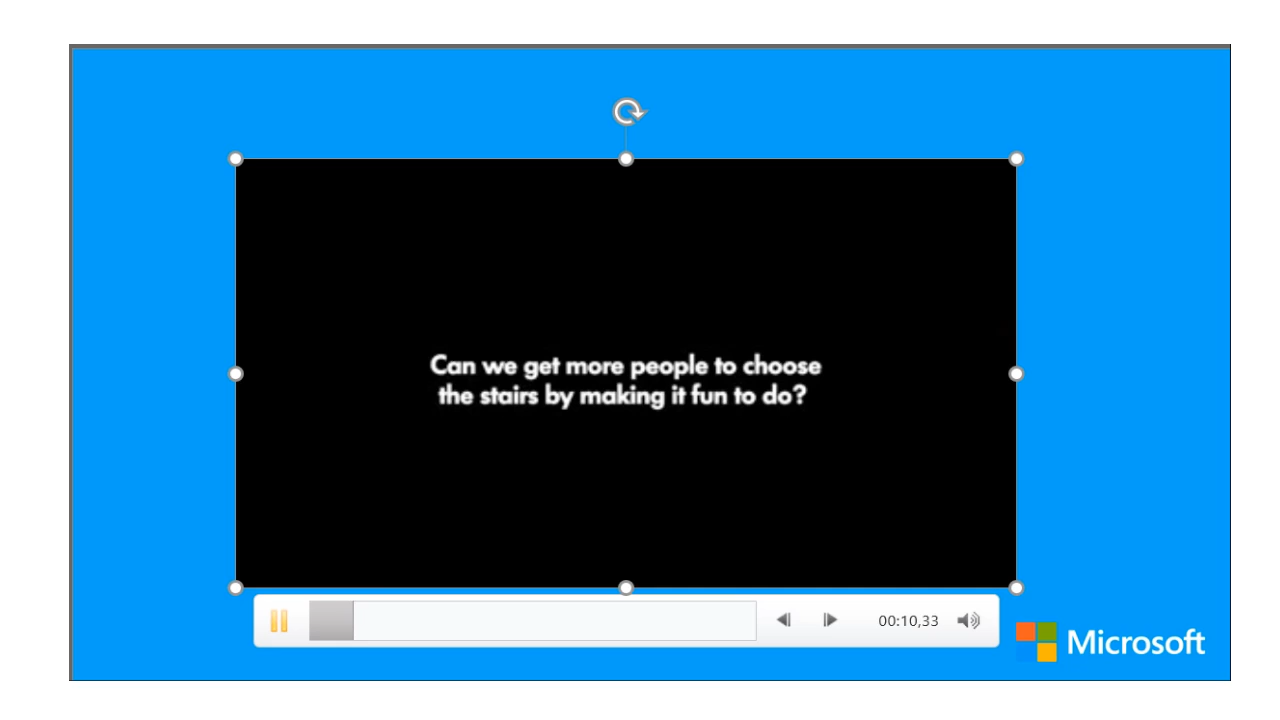 Can we get more people to choose
the stairs by making it fun to do?
00:10,33
Microsoft